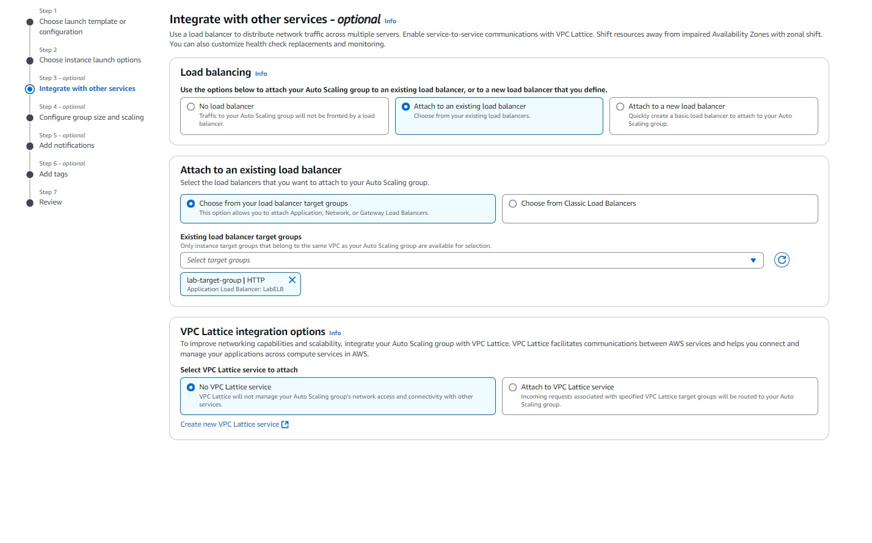 Step 1
Choose launch template or
configuration
Step 2
Choose instance launch options
Step 3 - optional
Integrate with other services
Step 4 - optional
Configure group size and scaling
Step 5 - optional
Add notifications
Step 6 - optional
Add tags
Step 7
Review
Integrate with other services - optional Info
Use a load balancer to distribute network traffic across multiple servers. Enable service-to-service communications with VPC Lattice. Shift resources away from impaired Availability Zones with zonal shift.
You can also customize health check replacements and monitoring.
Load balancing Info
Use the options below to attach your Auto Scaling group to an existing load balancer, or to a new load balancer that you define.
No load balancer
Traffic to your Auto Scaling group will not be fronted by a load
balancer.
Attach to an existing load balancer
Choose from your existing load balancers.
Attach to a new load balancer
Quickly create a basic load balancer to attach to your Auto
Scaling group.
Attach to an existing load balancer
Select the load balancers that you want to attach to your Auto Scaling group.
Choose from your load balancer target groups
This option allows you to attach Application, Network, or Gateway Load Balancers.
Choose from Classic Load Balancers
Existing load balancer target groups
Only instance target groups that belong to the same VPC as your Auto Scaling group are available for selection.
Select target groups
lab-target-group | HTTP
Application Load Balancer: LabELB
VPC Lattice integration options Info
To improve networking capabilities and scalability, integrate your Auto Scaling group with VPC Lattice. VPC Lattice facilitates communications between AWS services and helps you connect and
manage your applications across compute services in AWS.
Select VPC Lattice service to attach
No VPC Lattice service
VPC Lattice will not manage your Auto Scaling group's network access and connectivity with other
services.
Attach to VPC Lattice service
Incoming requests associated with specified VPC Lattice target groups will be routed to your Auto
Scaling group.
Create new VPC Lattice service